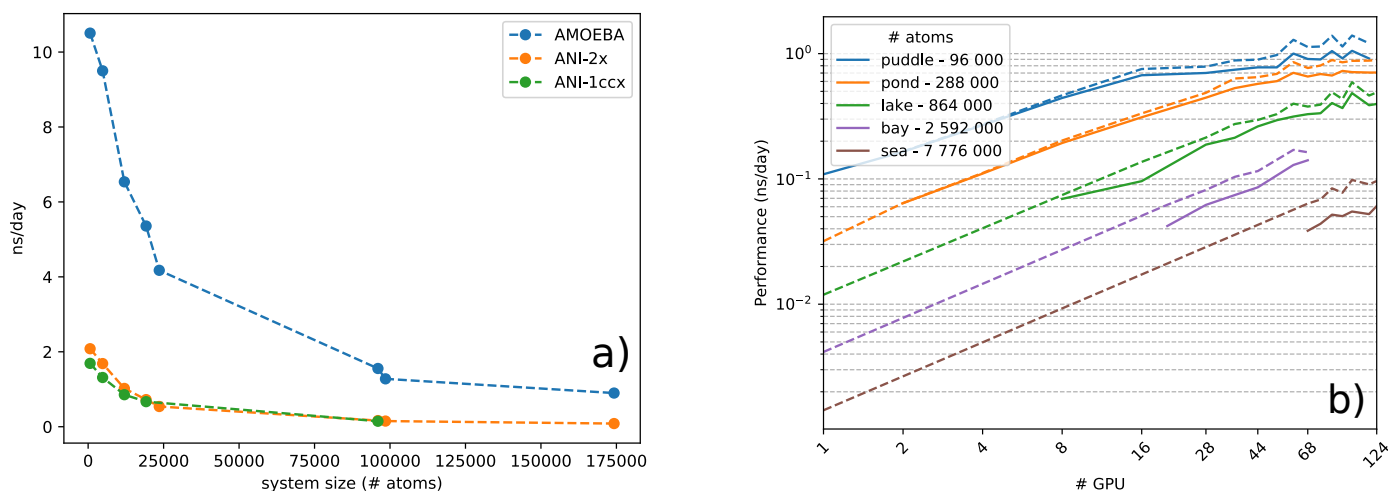 10
8
6
4
2
0
ns/day
AMOEBA
ANI-2x
ANI-1ccx
a)
0
25000
50000
75000
100000
125000
150000
175000
system size (# atoms)
10⁰
10⁻¹
10⁻²
Performance (ns/day)
# atoms
puddle - 96 000
pond - 288 000
lake - 864 000
bay - 2 592 000
sea - 7 776 000
b)
1
2
4
8
16
28
44
68
124
# GPU